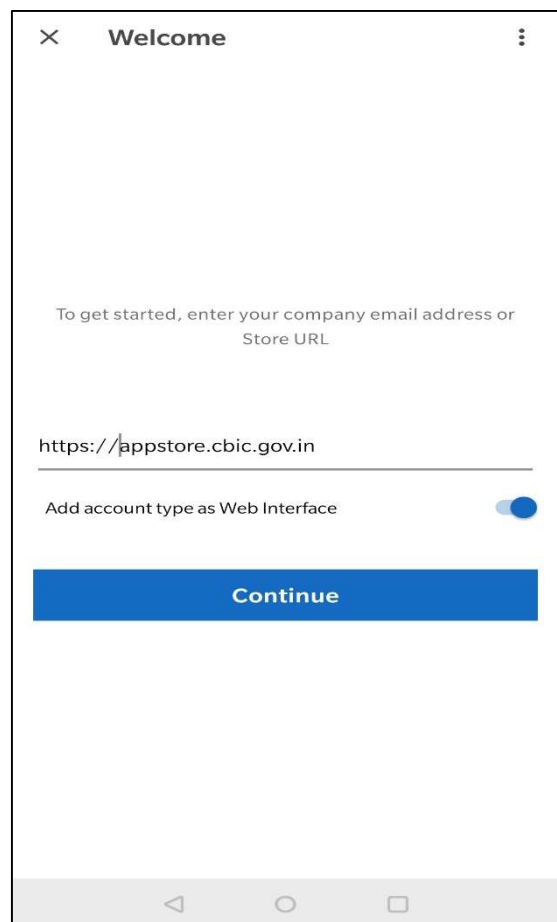 Welcome
To get started, enter your company email address or
Store URL
https://appstore.cbic.gov.in
Add account type as Web Interface
Continue